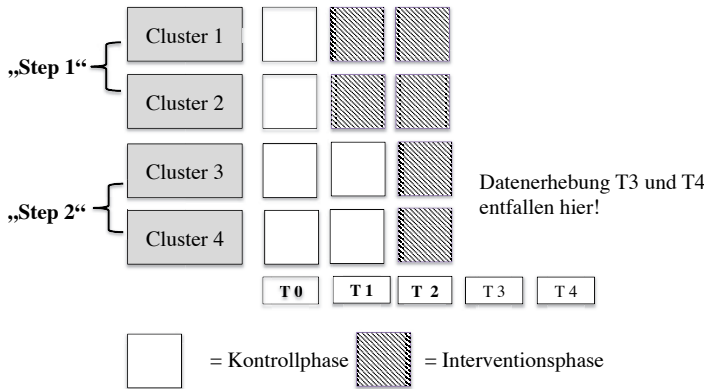 Cluster 1
„Step 1“
Cluster 2
Cluster 3
„Step 2“
Cluster 4
Datenerhebung T3 und T4
entfallen hier!
T 0 T 1 T 2 T 3 T 4
= Kontrollphase = Interventionsphase